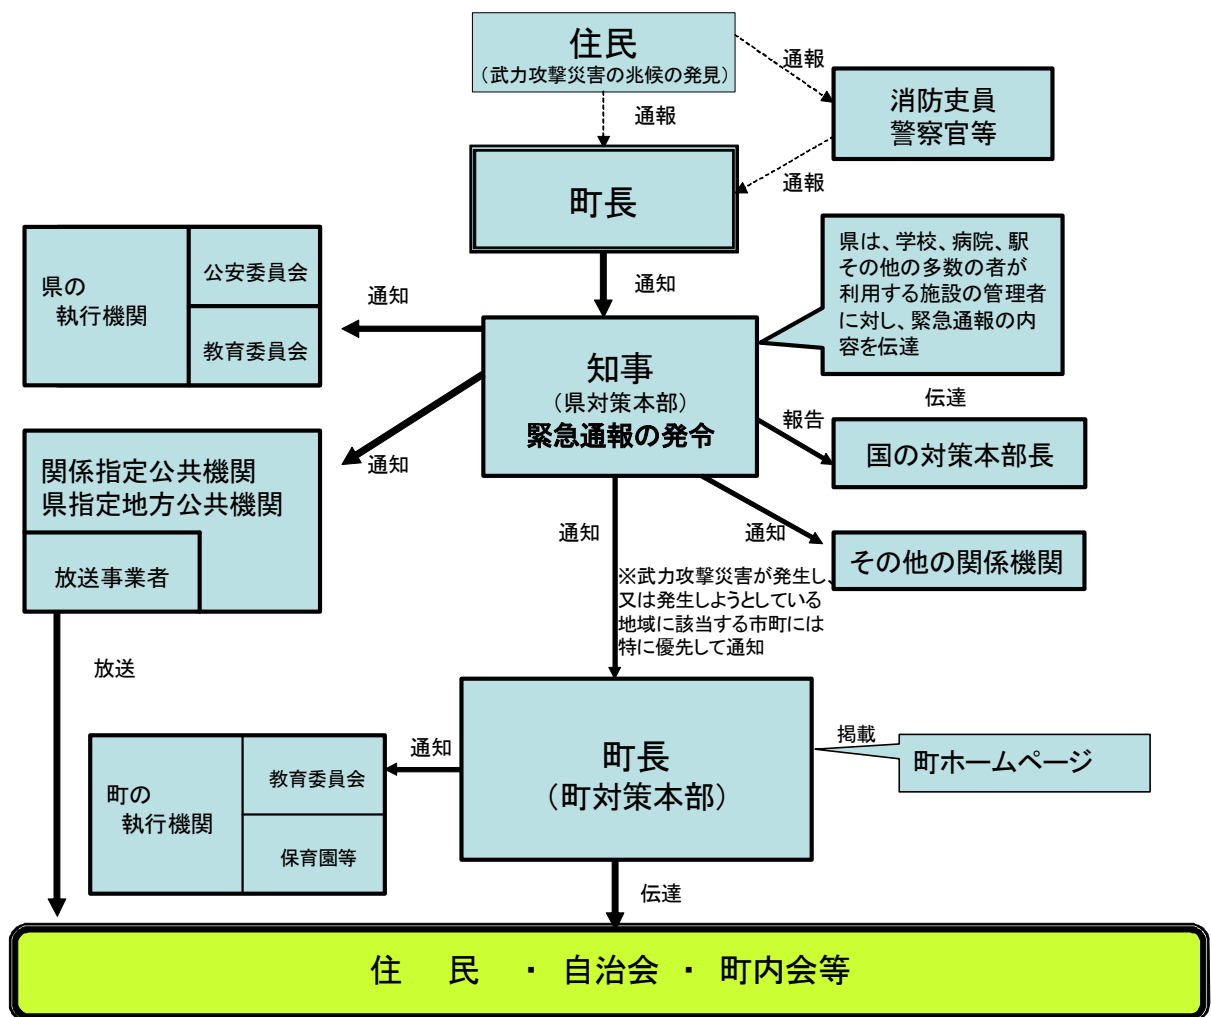 住民
（武力攻撃災害の兆候の発見）
通報
通報
消防吏員
警察官等
通報
町長
通知
県は、学校、病院、駅
その他の多数の者が
利用する施設の管理者
に対し、緊急通報の内
容を伝達
伝達
県の
執行機関
公安委員会
教育委員会
通知
知事
（県対策本部）
緊急通報の発令
報告
国の対策本部長
通知
関係指定公共機関
県指定地方公共機関
放送事業者
通知
通知
その他の関係機関
※武力攻撃災害が発生し、
又は発生しようとしている
地域に該当する市町には
特に優先して通知
放送
町の
執行機関
教育委員会
保育園等
通知
町長
（町対策本部）
掲載
町ホームページ
伝達
住　民　・　自治会　・　町内会等